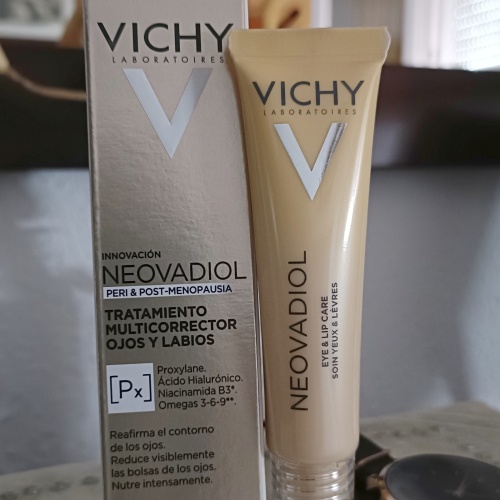 VICHY
LABORATOIRES
INNOVACIÓN
NEOVADIOL
PERI & POST-MENOPAUSIA
TRATAMIENTO
MULTICORRECTOR
OJOS Y LABIOS
[Px]
Proxylane.
Ácido Hialurónico.
Niacinamida B3*.
Omegas 3-6-9**.
Reafirma el contorno
de los ojos.
Reduce visiblemente
las bolsas de los ojos.
Nutre intensamente.
VICHY
LABORATOIRES
NEOVADIOL
EYE & LIP CARE
SOIN YEUX & LÈVRES